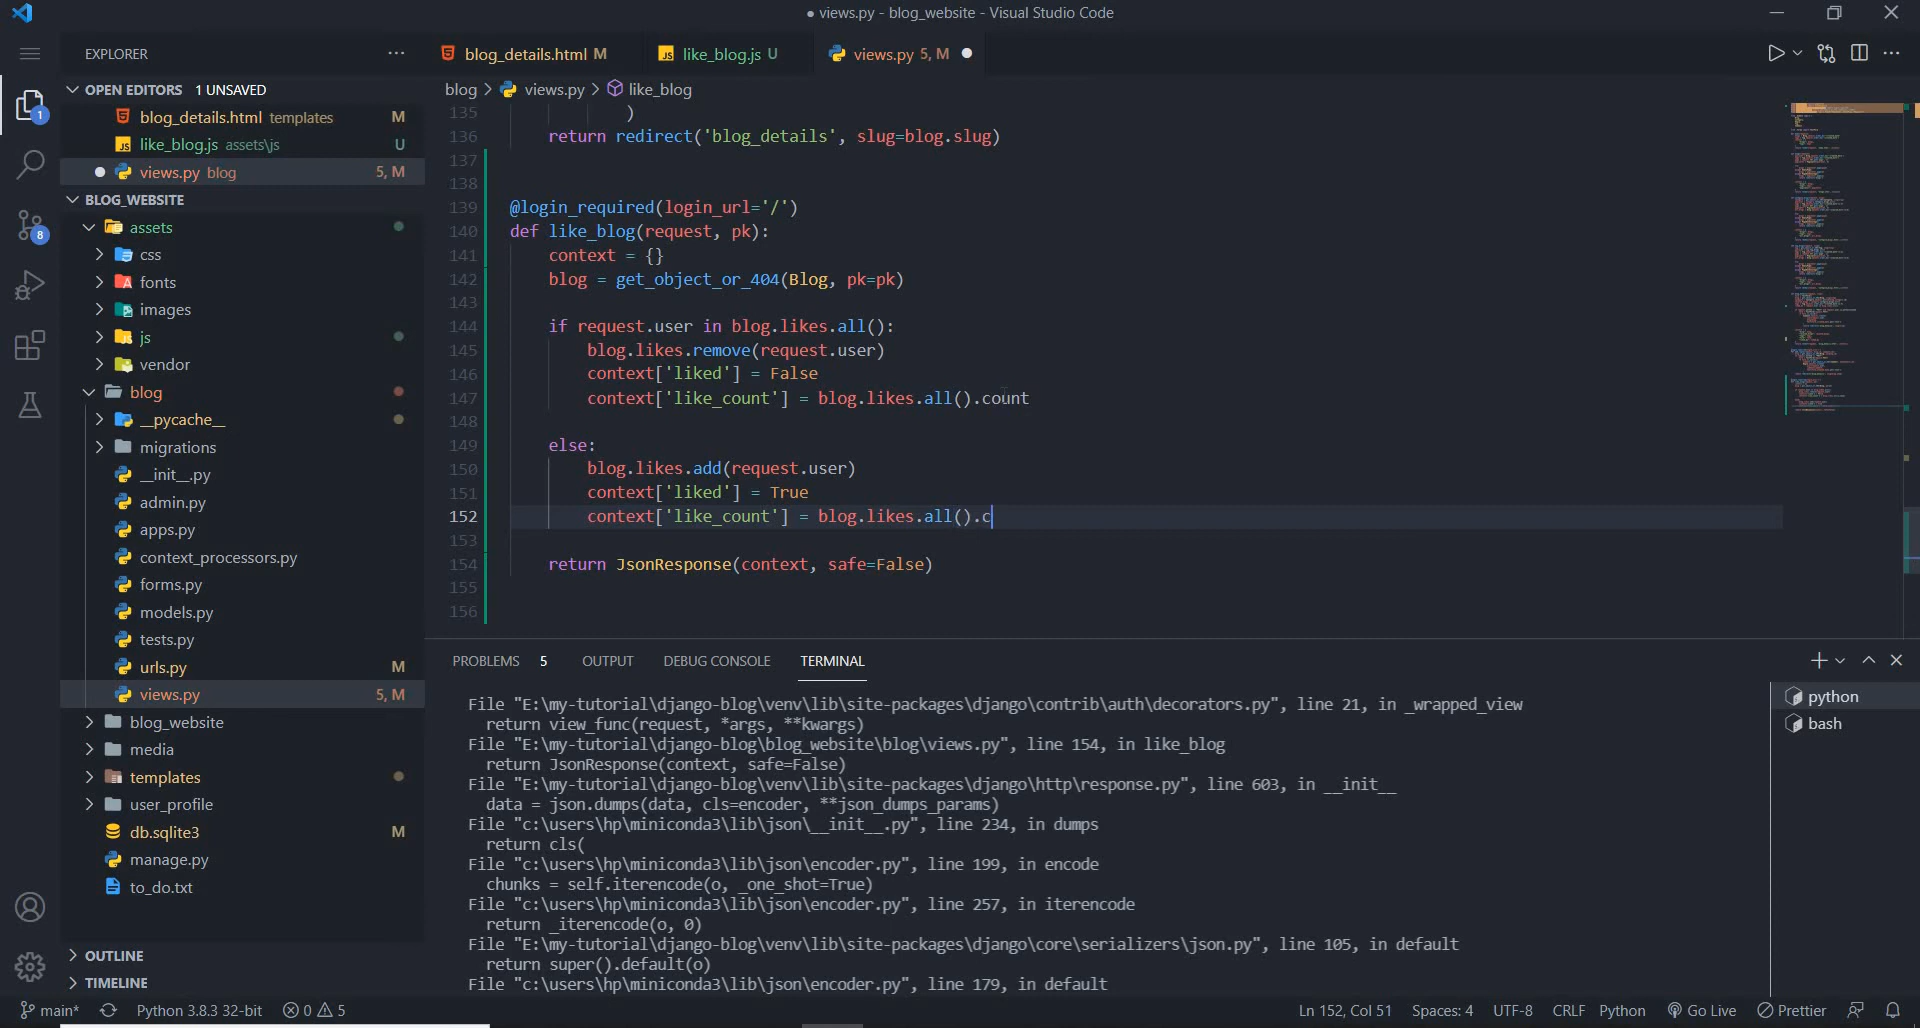 views.py - blog_website - Visual Studio Code
EXPLORER
blog_details.html M
like_blog.js U
views.py 5, M
OPEN EDITORS 1 UNSAVED
blog_details.html templates M
like_blog.js assets\js U
views.py blog 5, M
BLOG_WEBSITE
assets
css
fonts
images
js
vendor
blog
__pycache__
migrations
__init__.py
admin.py
apps.py
context_processors.py
forms.py
models.py
tests.py
urls.py M
views.py 5, M
blog_website
media
templates
user_profile
db.sqlite3 M
manage.py
to_do.txt
OUTLINE
TIMELINE
1
8
blog > views.py > like_blog
135 )
136 return redirect('blog_details', slug=blog.slug)
137
138
139 @login_required(login_url='/')
140 def like_blog(request, pk):
141 context = {}
142 blog = get_object_or_404(Blog, pk=pk)
143
144 if request.user in blog.likes.all():
145 blog.likes.remove(request.user)
146 context['liked'] = False
147 context['like_count'] = blog.likes.all().count
148
149 else:
150 blog.likes.add(request.user)
151 context['liked'] = True
152 context['like_count'] = blog.likes.all().c
153
154 return JsonResponse(context, safe=False)
155
156
PROBLEMS 5 OUTPUT DEBUG CONSOLE TERMINAL
python
bash
File "E:\my-tutorial\django-blog\venv\lib\site-packages\django\contrib\auth\decorators.py", line 21, in _wrapped_view
return view_func(request, *args, **kwargs)
File "E:\my-tutorial\django-blog\blog_website\blog\views.py", line 154, in like_blog
return JsonResponse(context, safe=False)
File "E:\my-tutorial\django-blog\venv\lib\site-packages\django\http\response.py", line 603, in __init__
data = json.dumps(data, cls=encoder, **json_dumps_params)
File "c:\users\hp\miniconda3\lib\json\__init__.py", line 234, in dumps
return cls(
File "c:\users\hp\miniconda3\lib\json\encoder.py", line 199, in encode
chunks = self.iterencode(o, _one_shot=True)
File "c:\users\hp\miniconda3\lib\json\encoder.py", line 257, in iterencode
return _iterencode(o, 0)
File "E:\my-tutorial\django-blog\venv\lib\site-packages\django\core\serializers\json.py", line 105, in default
return super().default(o)
File "c:\users\hp\miniconda3\lib\json\encoder.py", line 179, in default
main* Python 3.8.3 32-bit 0 5 Ln 152, Col 51 Spaces: 4 UTF-8 CRLF Python Go Live Prettier